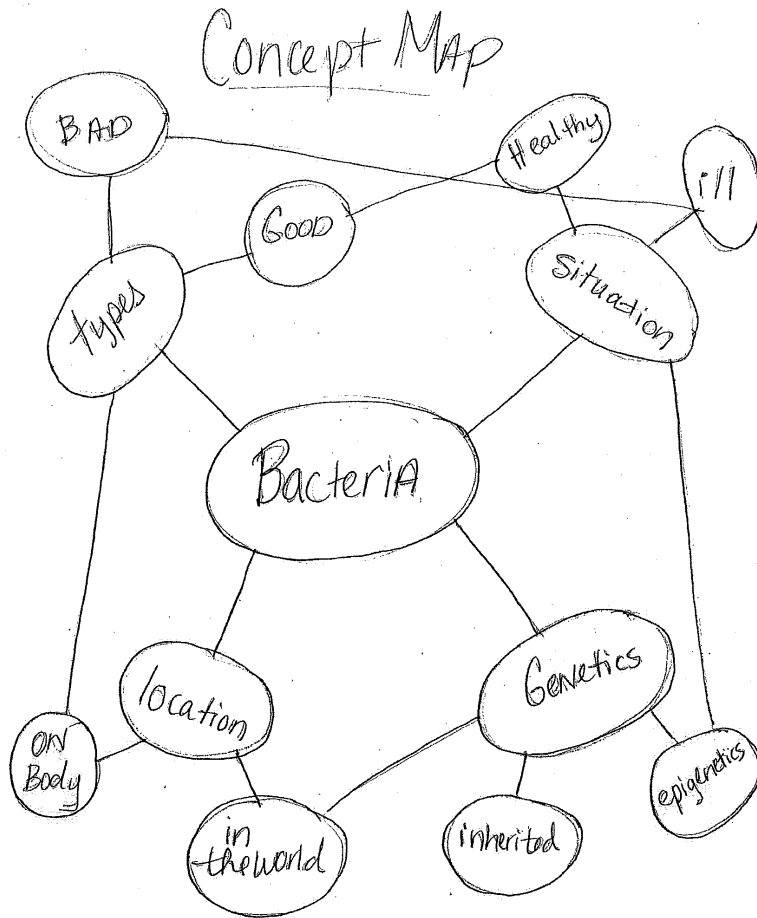 Concept Map
BAD
Healthy
ill
Good
types
Situation
BacteriA
location
Genetics
ON
Body
in
the world
inherited
epigenetics